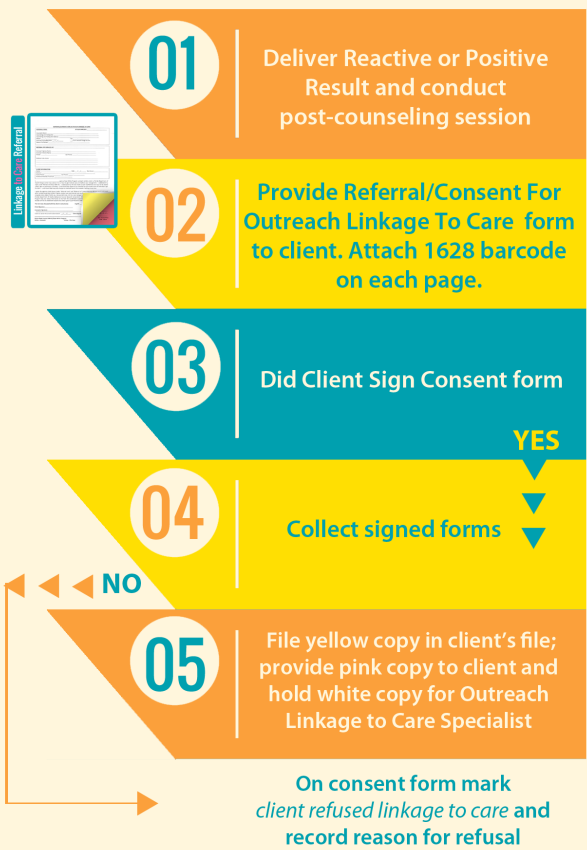 01
Deliver Reactive or Positive
Result and conduct
post-counseling session
Linkage to Care Referral
02
Provide Referral/Consent For
Outreach Linkage To Care form
to client. Attach 1628 barcode
on each page.
03
Did Client Sign Consent form
YES
04
Collect signed forms
NO
05
File yellow copy in client's file;
provide pink copy to client and
hold white copy for Outreach
Linkage to Care Specialist
On consent form mark
client refused linkage to care and
record reason for refusal